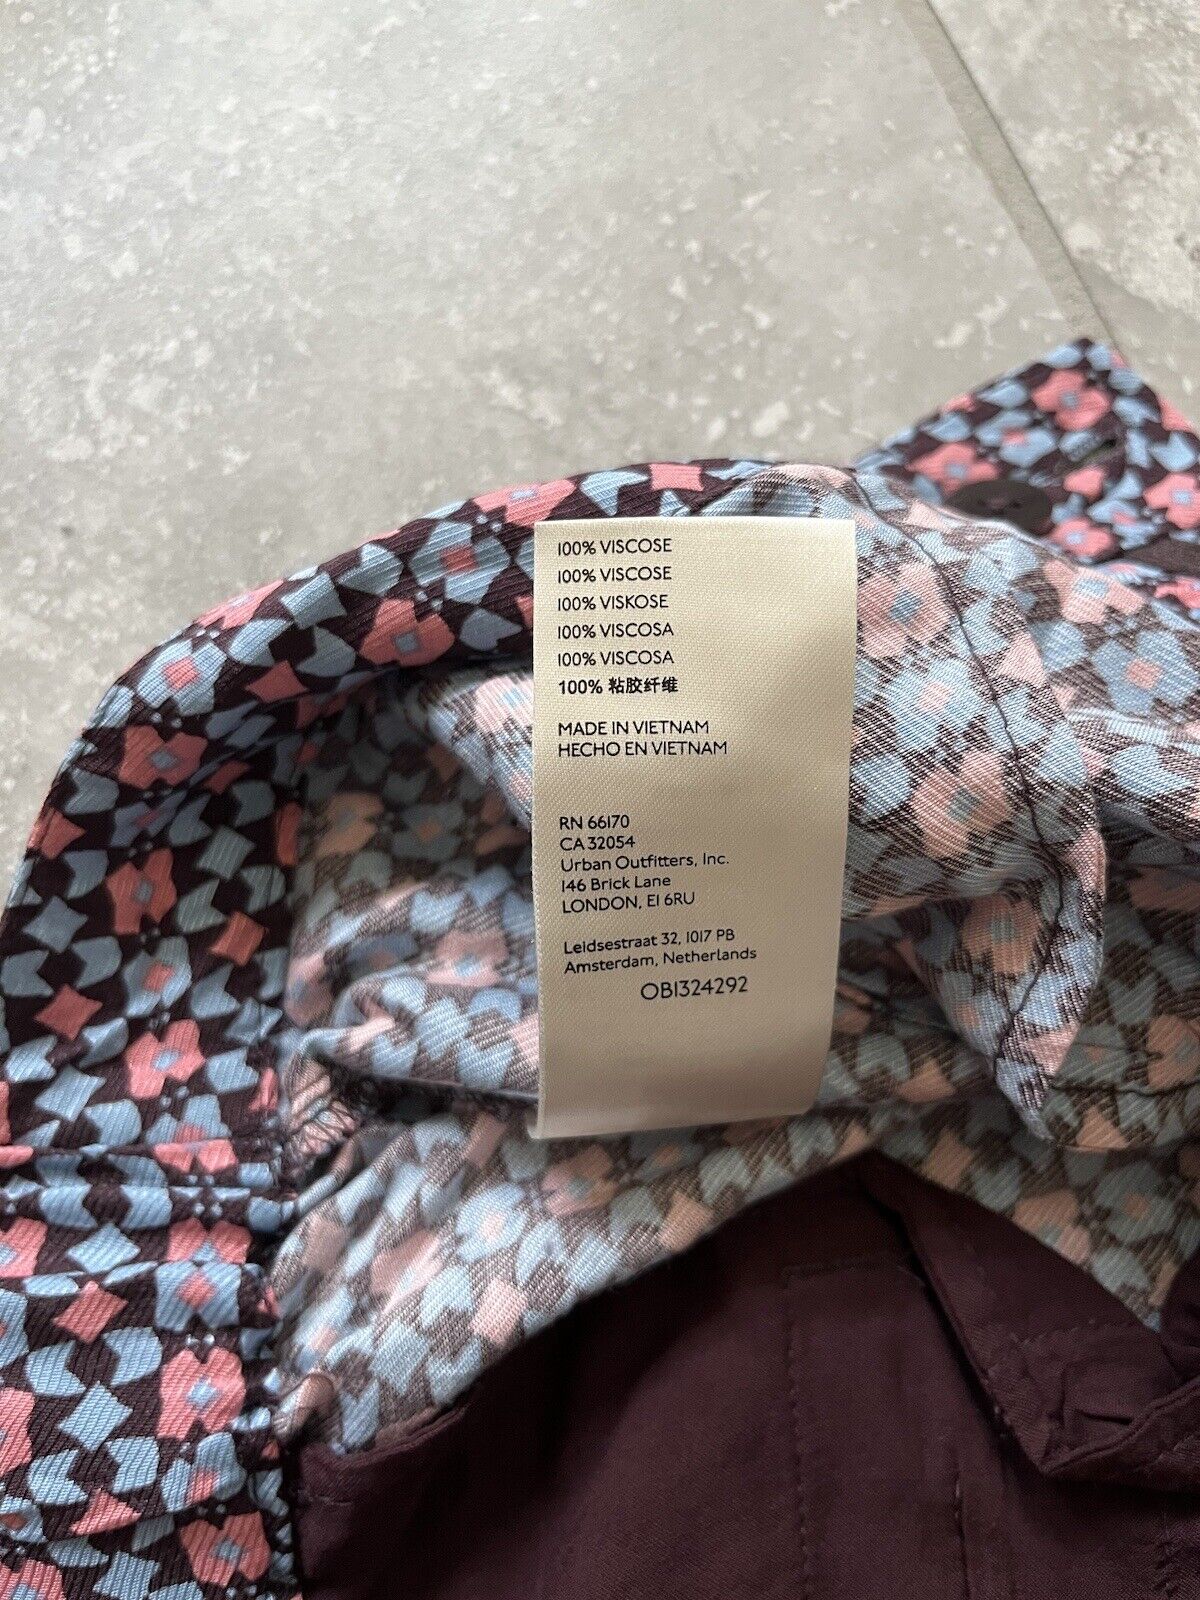 100% VISCOSE
100% VISCOSE
100% VISKOSE
100% VISCOSA
100% VISCOSA
100% 粘胶纤维
MADE IN VIETNAM
HECHO EN VIETNAM
RN 66170
CA 32054
Urban Outfitters, Inc.
146 Brick Lane
LONDON, E1 6RU
Leidsestraat 32, 1017 PB
Amsterdam, Netherlands
OB1324292